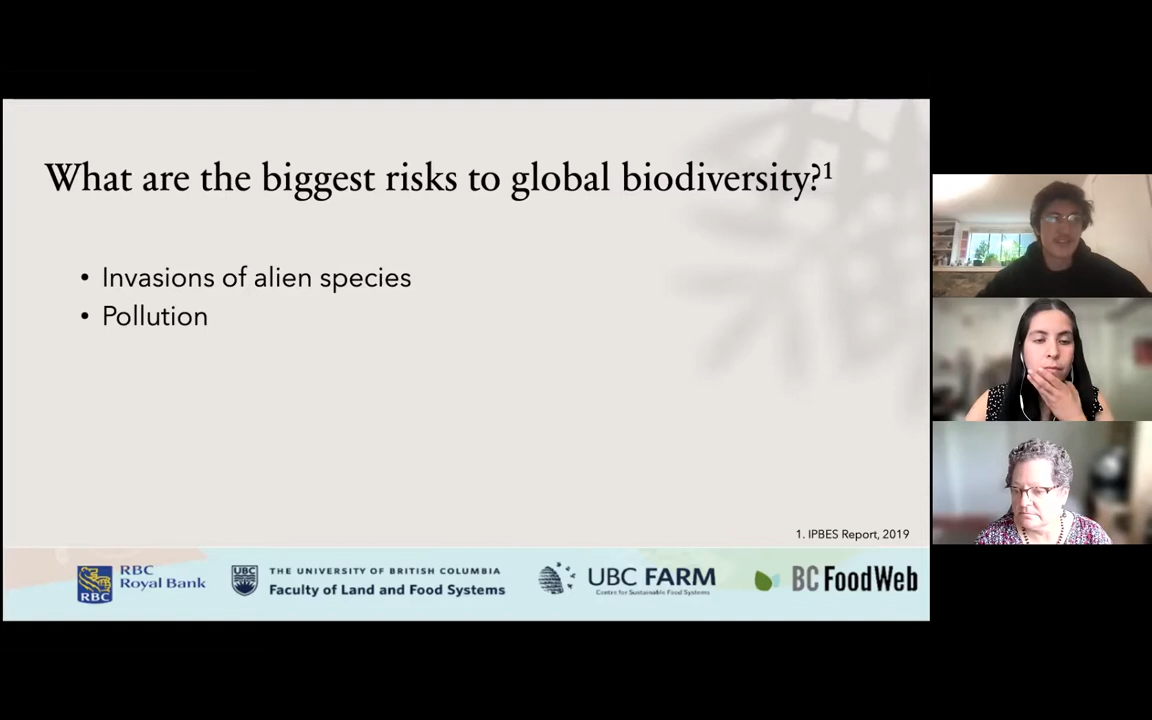 What are the biggest risks to global biodiversity?¹
• Invasions of alien species
• Pollution
1. IPBES Report, 2019
RBC
Royal Bank
RBC
UBC
THE UNIVERSITY OF BRITISH COLUMBIA
Faculty of Land and Food Systems
UBC FARM
Centre for Sustainable Food Systems
BC FoodWeb